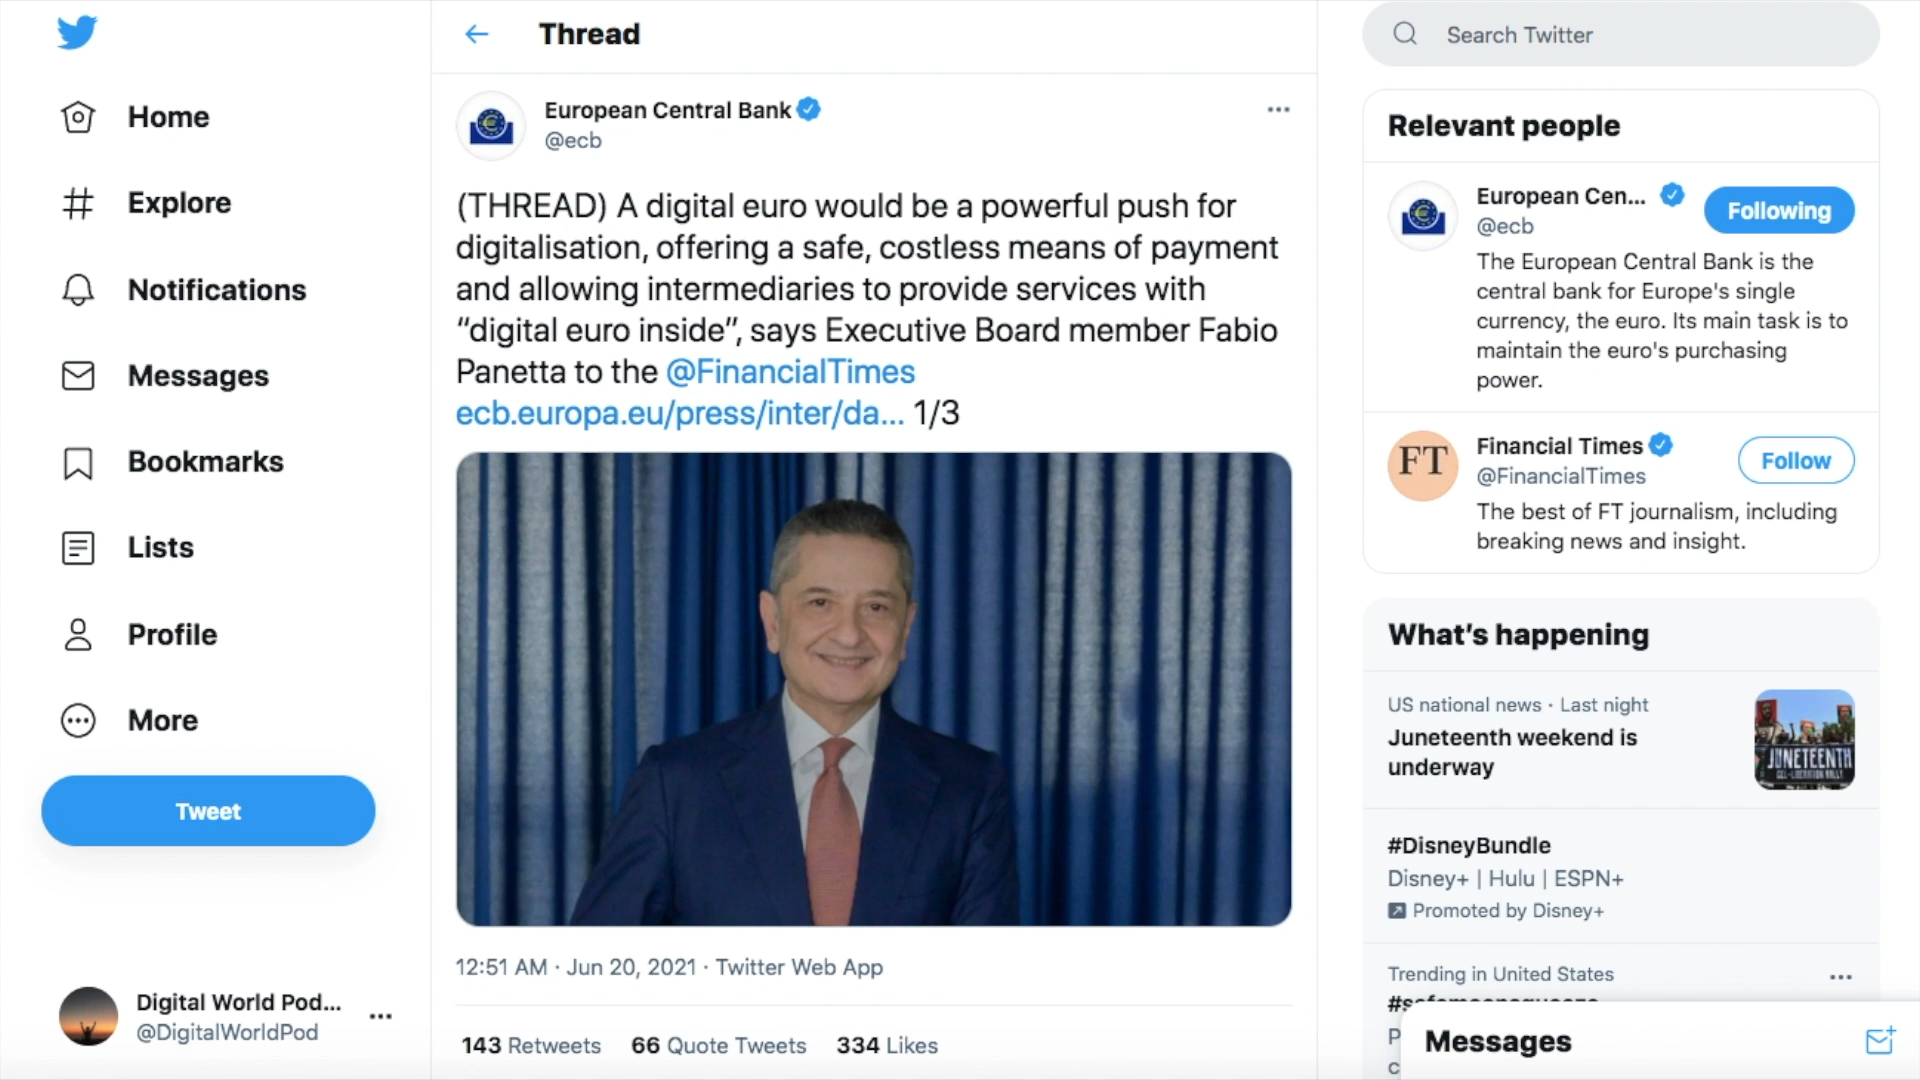 Home
Explore
Notifications
Messages
Bookmarks
Lists
Profile
More
Tweet
Digital World Pod...
@DigitalWorldPod
Thread
European Central Bank
@ecb
(THREAD) A digital euro would be a powerful push for
digitalisation, offering a safe, costless means of payment
and allowing intermediaries to provide services with
“digital euro inside”, says Executive Board member Fabio
Panetta to the @FinancialTimes
ecb.europa.eu/press/inter/da... 1/3
12:51 AM · Jun 20, 2021 · Twitter Web App
143 Retweets 66 Quote Tweets 334 Likes
Search Twitter
Relevant people
European Cen...
@ecb
Following
The European Central Bank is the
central bank for Europe's single
currency, the euro. Its main task is to
maintain the euro's purchasing
power.
FT
Financial Times
@FinancialTimes
Follow
The best of FT journalism, including
breaking news and insight.
What’s happening
US national news · Last night
Juneteenth weekend is
underway
JUNETEENTH
#DisneyBundle
Disney+ | Hulu | ESPN+
Promoted by Disney+
Trending in United States
Messages